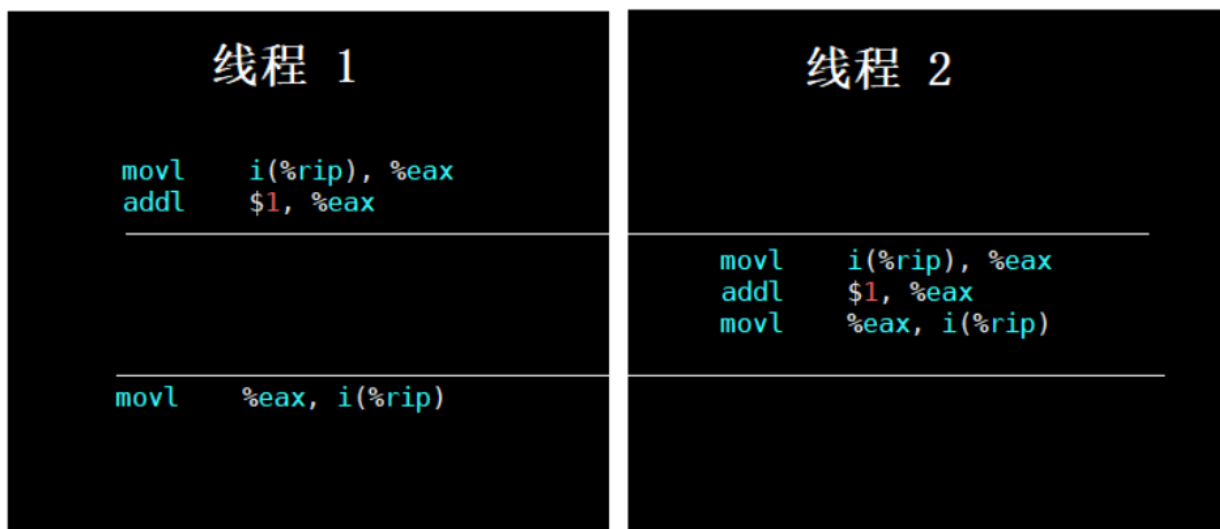 线程 1
movl    i(%rip), %eax
addl    $1, %eax
movl    %eax, i(%rip)
线程 2
movl    i(%rip), %eax
addl    $1, %eax
movl    %eax, i(%rip)